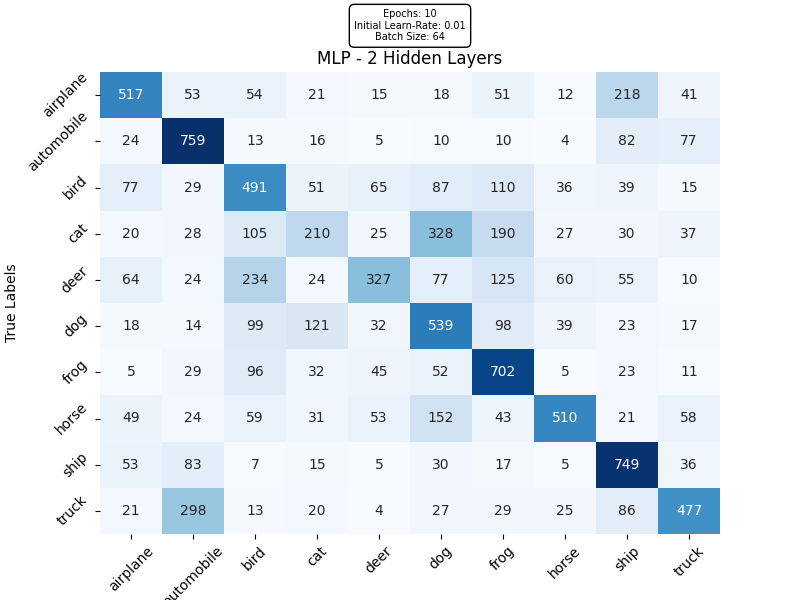 Epochs: 10
Initial Learn-Rate: 0.01
Batch Size: 64
MLP - 2 Hidden Layers
True Labels
airplane 517 53 54 21 15 18 51 12 218 41
automobile 24 759 13 16 5 10 10 4 82 77
bird 77 29 491 51 65 87 110 36 39 15
cat 20 28 105 210 25 328 190 27 30 37
deer 64 24 234 24 327 77 125 60 55 10
dog 18 14 99 121 32 539 98 39 23 17
frog 5 29 96 32 45 52 702 5 23 11
horse 49 24 59 31 53 152 43 510 21 58
ship 53 83 7 15 5 30 17 5 749 36
truck 21 298 13 20 4 27 29 25 86 477
airplane automobile bird cat deer dog frog horse ship truck